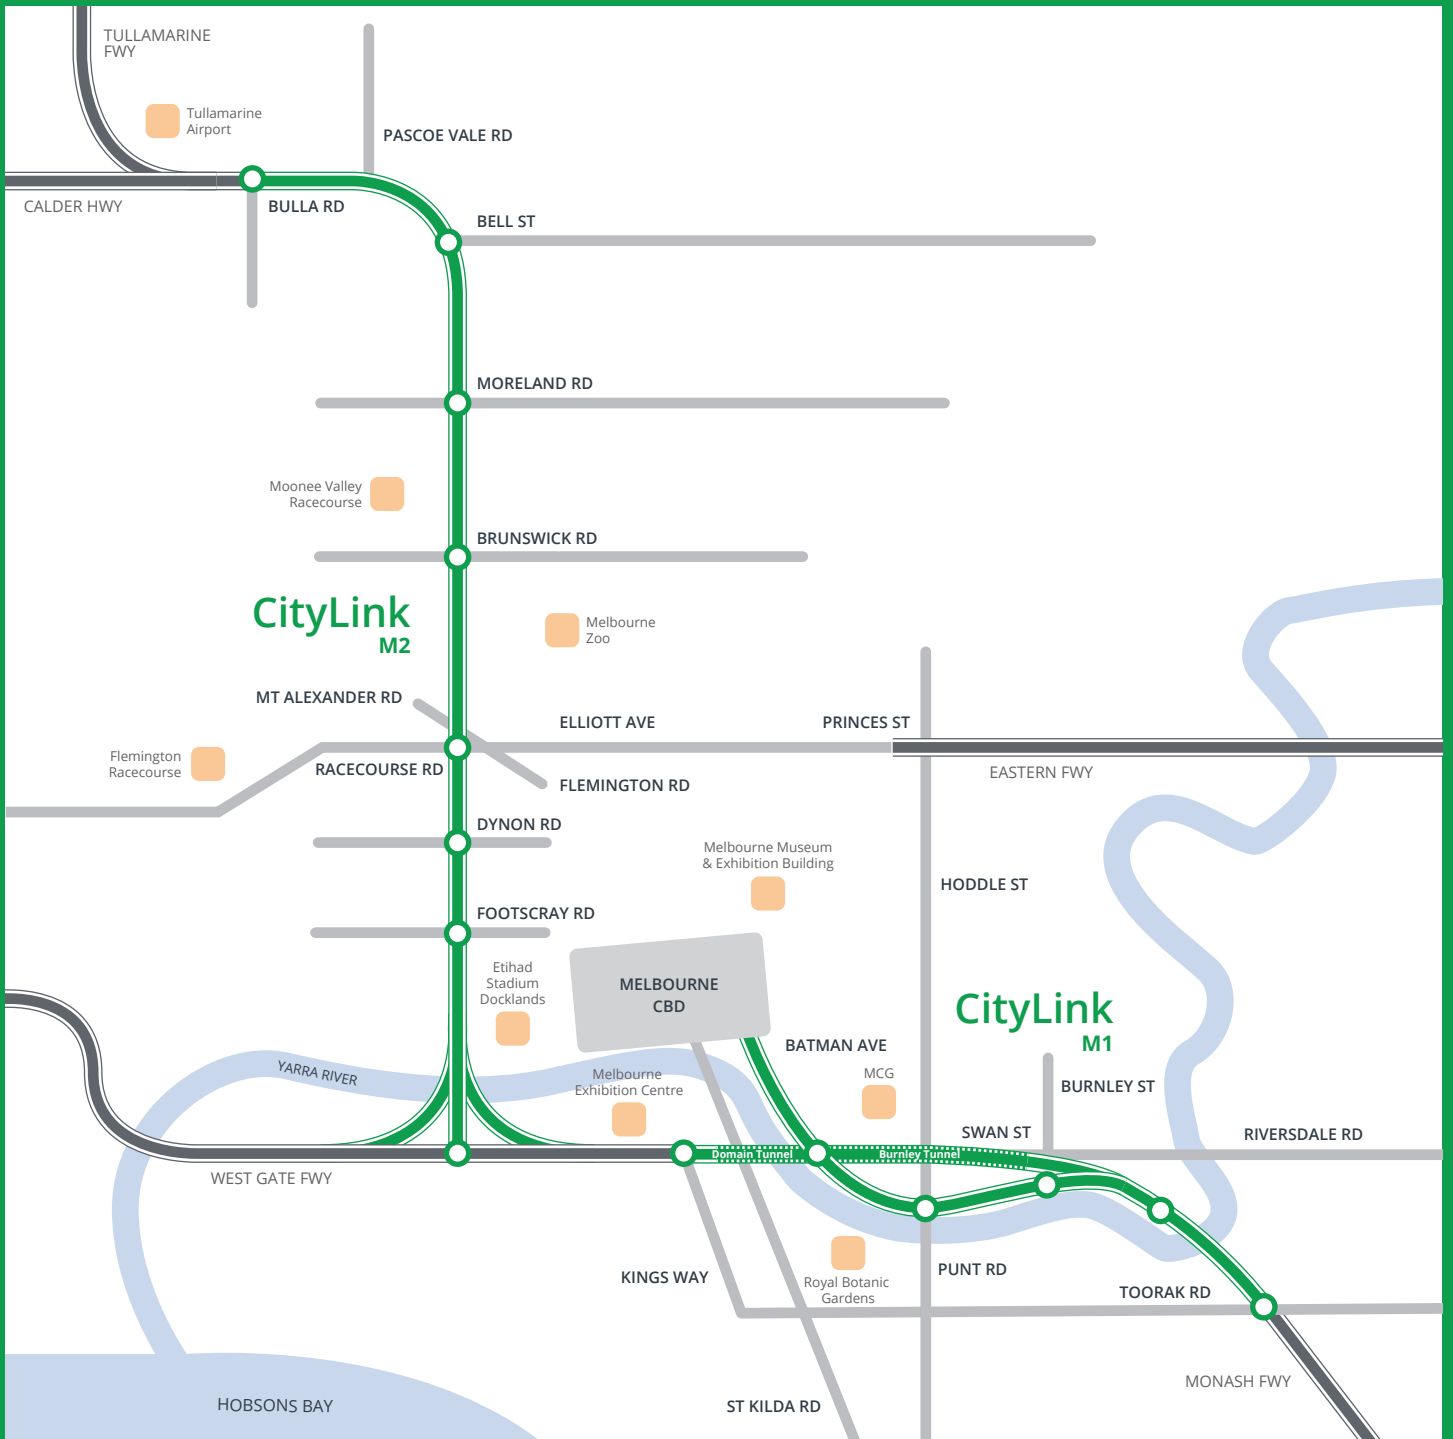 TULLAMARINE
FWY
Tullamarine
Airport
PASCOE VALE RD
CALDER HWY
BULLA RD
BELL ST
MORELAND RD
Moonee Valley
Racecourse
BRUNSWICK RD
CityLink
M2
Melbourne
Zoo
MT ALEXANDER RD
ELLIOTT AVE
PRINCES ST
Flemington
Racecourse
RACECOURSE RD
EASTERN FWY
FLEMINGTON RD
DYNON RD
Melbourne Museum
& Exhibition Building
HODDLE ST
FOOTSCRAY RD
Etihad
Stadium
Docklands
MELBOURNE
CBD
CityLink
M1
BATMAN AVE
YARRA RIVER
Melbourne
Exhibition Centre
MCG
BURNLEY ST
SWAN ST
RIVERSDALE RD
Domain Tunnel
Burnley Tunnel
WEST GATE FWY
KINGS WAY
Royal Botanic
Gardens
PUNT RD
TOORAK RD
MONASH FWY
HOBSONS BAY
ST KILDA RD